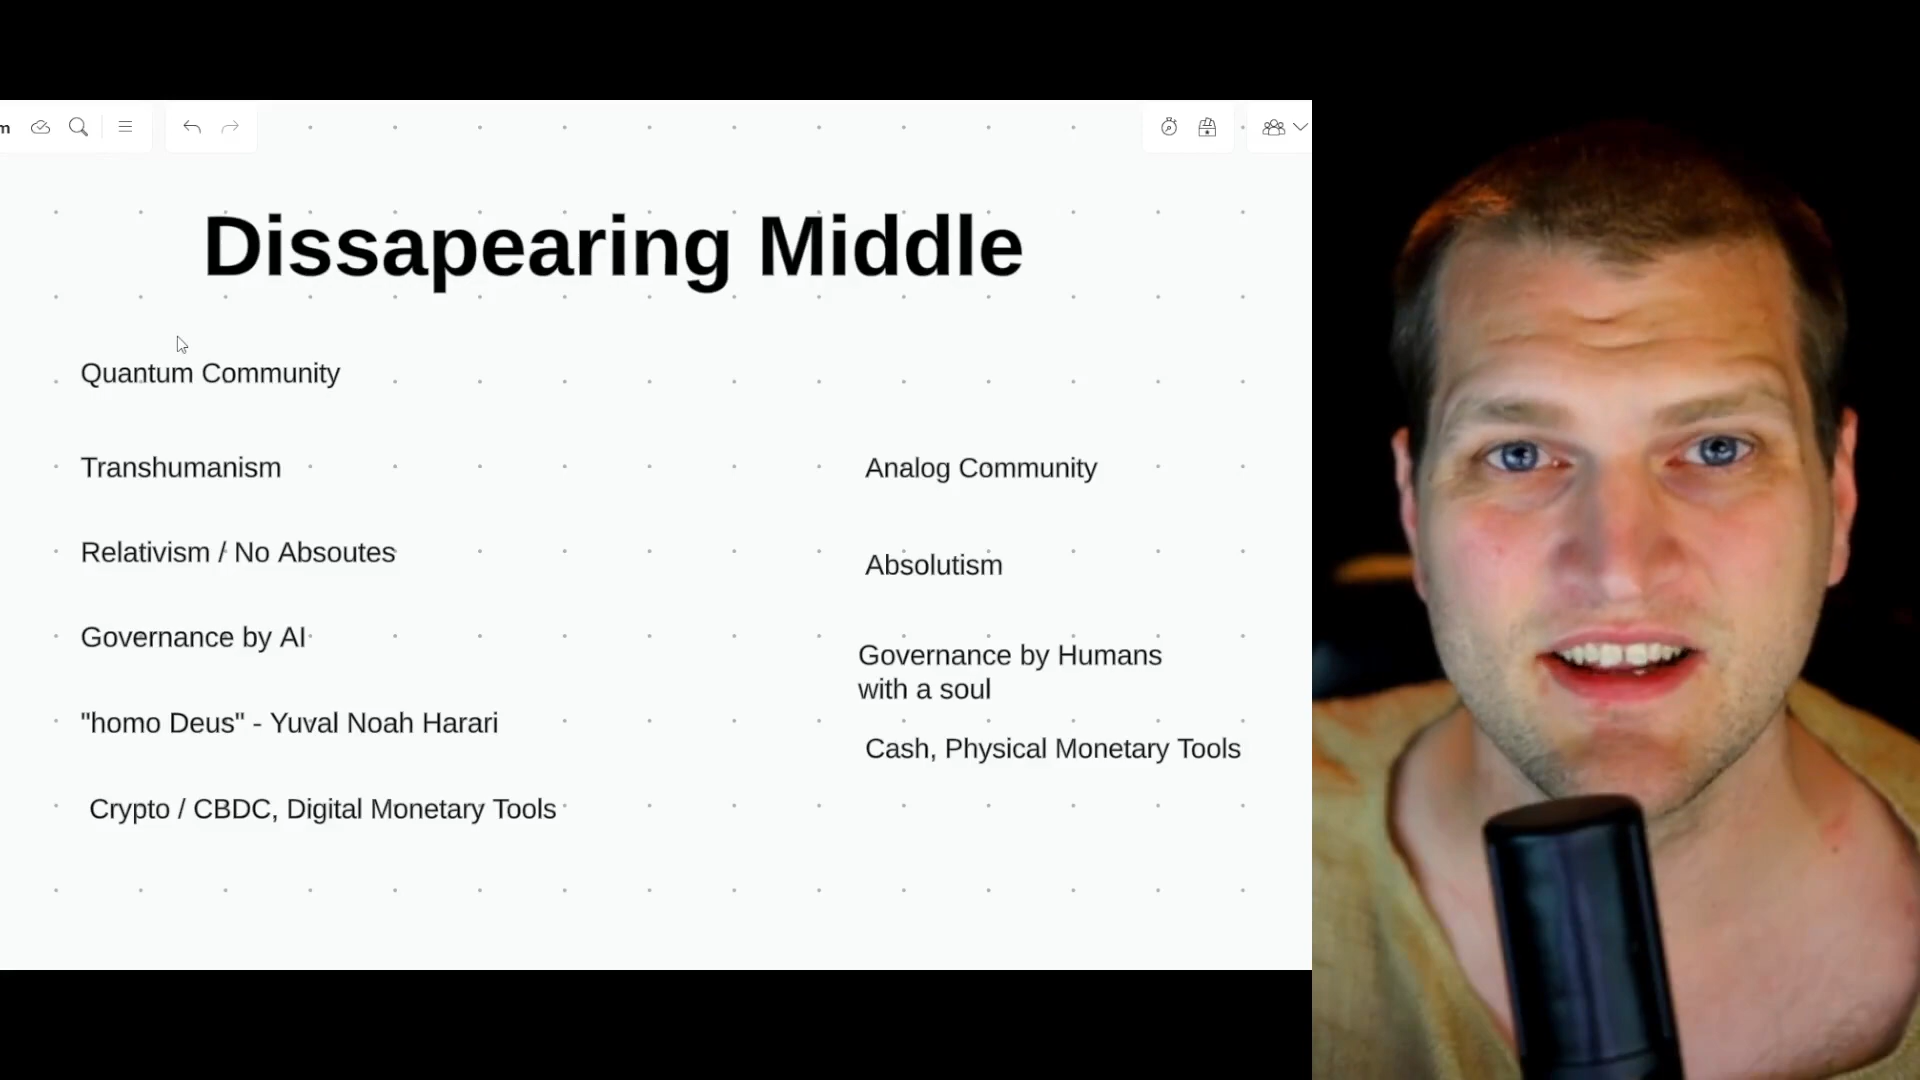 m
Dissapearing Middle
Quantum Community
Transhumanism
Relativism / No Absoutes
Governance by AI
"homo Deus" - Yuval Noah Harari
Crypto / CBDC, Digital Monetary Tools
Analog Community
Absolutism
Governance by Humans
with a soul
Cash, Physical Monetary Tools